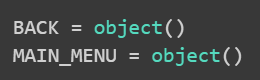 BACK = object()
MAIN_MENU = object()